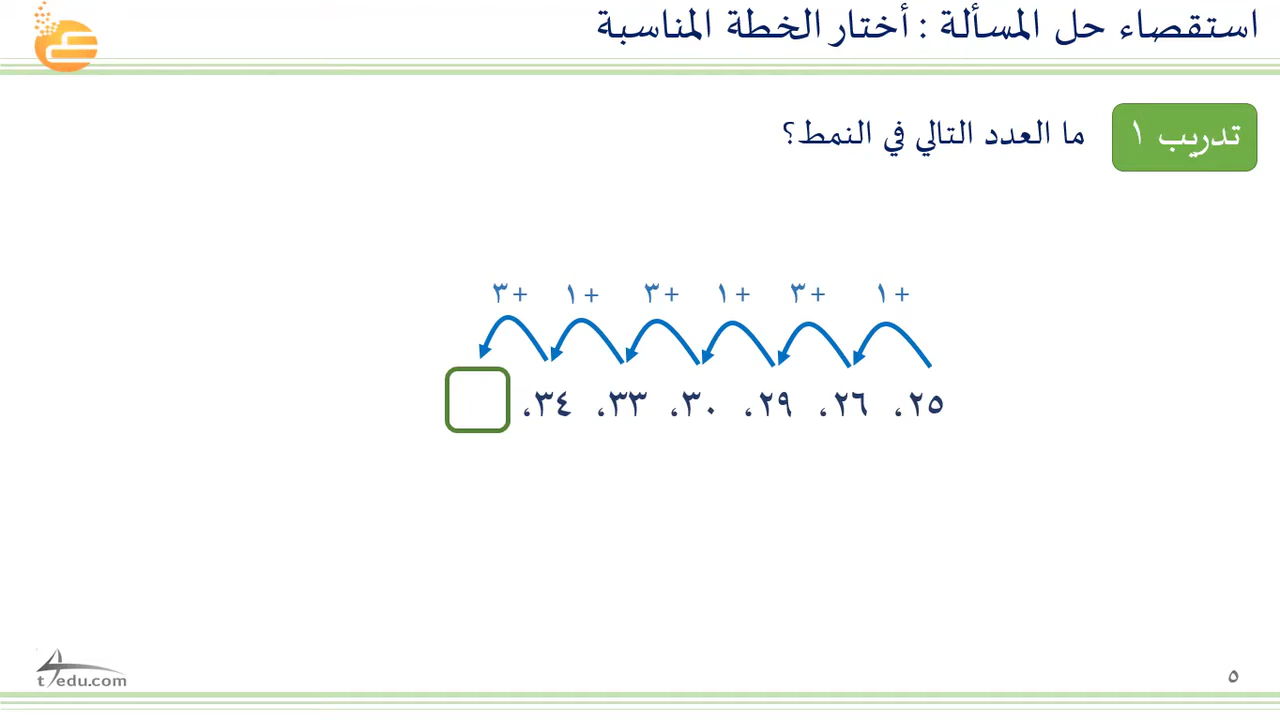 استقصاء حل المسألة : أختار الخطة المناسبة
تدريب ١ ما العدد التالي في النمط؟
+١ +٣ +١ +٣ +١ +٣
٢٥، ٢٦، ٢٩، ٣٠، ٣٣، ٣٤،
t4edu.com
٥